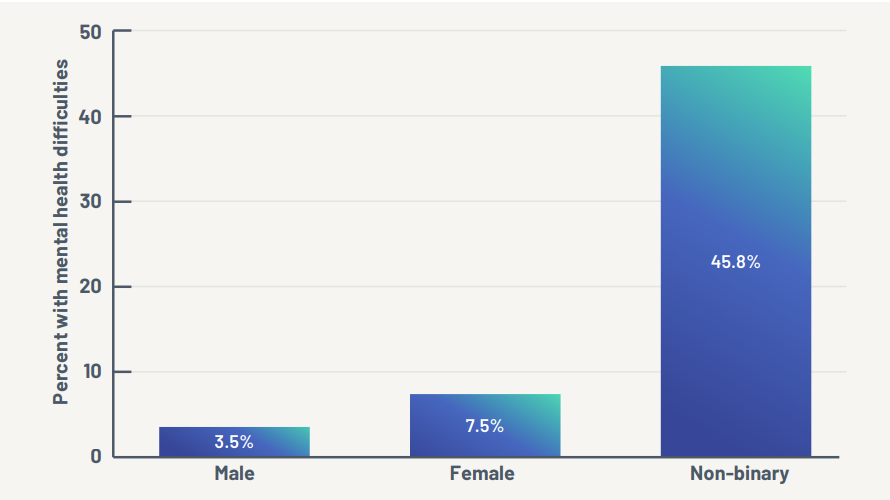 Percent with mental health difficulties
50
40
30
20
10
0
3.5%
7.5%
45.8%
Male
Female
Non-binary